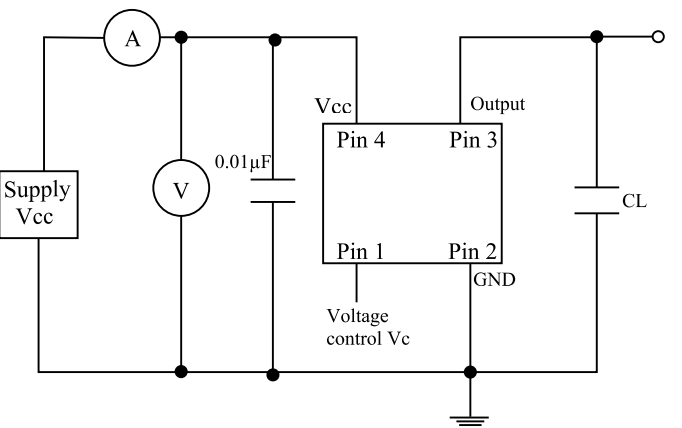 A
Vcc
Output
Pin 4
Pin 3
0.01µF
Supply
Vcc
V
CL
Pin 1
Pin 2
GND
Voltage
control Vc